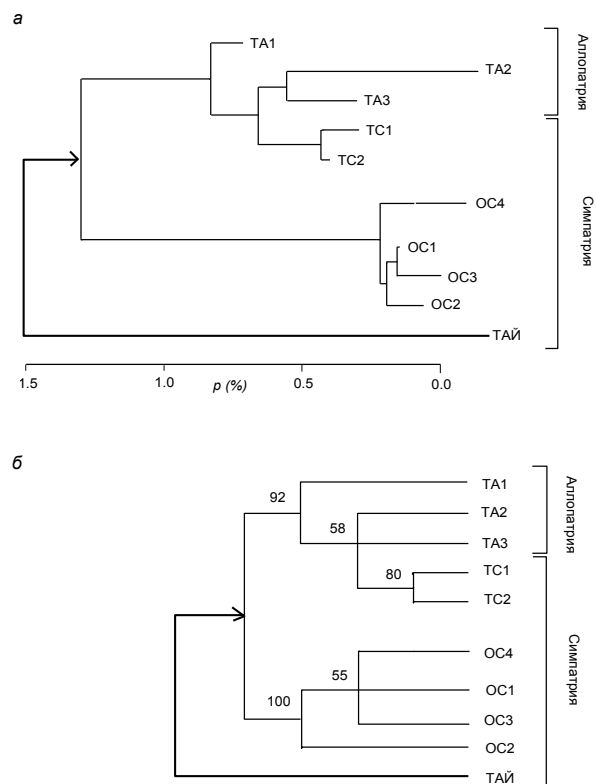 а
ТА1
ТА2
ТА3
ТС1
ТС2
ОС4
ОС1
ОС3
ОС2
ТАЙ
Аллопатрия
Симпатрия
1.5 1.0 0.5 0.0
p (%)
б
92
58
80
100
55
ТА1
ТА2
ТА3
ТС1
ТС2
ОС4
ОС1
ОС3
ОС2
ТАЙ
Аллопатрия
Симпатрия